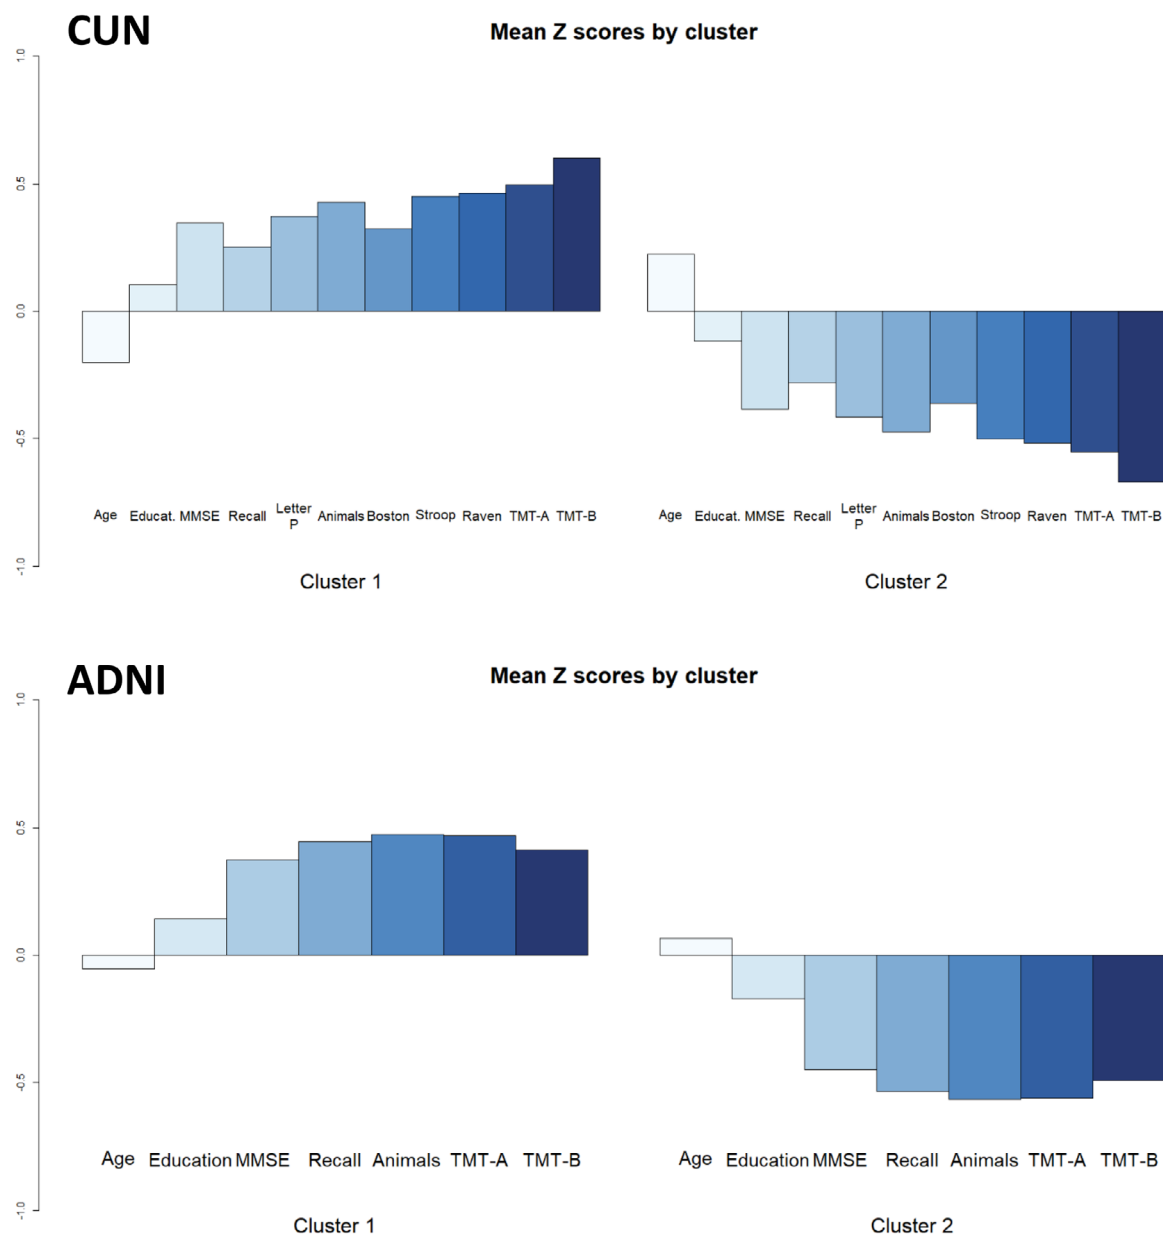 CUN
Mean Z scores by cluster
1.0
0.5
0.0
-0.5
-1.0
Age Educat. MMSE Recall Letter P Animals Boston Stroop Raven TMT-A TMT-B
Age Educat. MMSE Recall Letter P Animals Boston Stroop Raven TMT-A TMT-B
Cluster 1 Cluster 2
ADNI
Mean Z scores by cluster
1.0
0.5
0.0
-0.5
-1.0
Age Education MMSE Recall Animals TMT-A TMT-B
Age Education MMSE Recall Animals TMT-A TMT-B
Cluster 1 Cluster 2